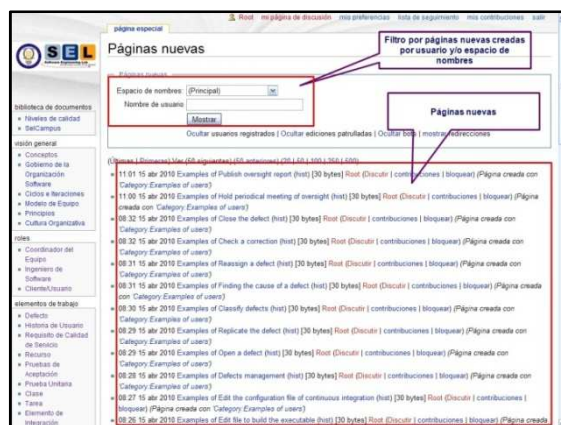 Root mi página de discusión mis preferencias lista de seguimiento mis contribuciones salir
página especial
Páginas nuevas
Filtro por páginas nuevas creadas
por usuario y/o espacio de
nombres
SEL
Páginas nuevas
Espacio de nombres: (Principal)
Nombre de usuario:
Mostrar
Páginas nuevas
Ocultar usuarios registrados | Ocultar ediciones patrulladas | Ocultar bots | mostrar redirecciones
biblioteca de documentos
Niveles de calidad
SelCampus
visión general
Conceptos
Gobierno de la
Organización
Software
Ciclos e Iteraciones
Modelo de Equipo
Principios
Cultura Organizativa
roles
Coordinador del
Equipo
Ingeniero de
Software
Cliente/Usuario
elementos de trabajo
Defecto
Historia de Usuario
Requisito de Calidad
de Servicio
Recurso
Pruebas de
Aceptación
Prueba Unitaria
Clase
Tarea
Elemento de
Integración
(Últimas | Primeras) Ver (50 siguientes) (50 anteriores) (20 | 50 | 100 | 250 | 500)
11:01 15 abr 2010 Examples of Publish oversight report (hist) [30 bytes] Root (Discutir | contribuciones | bloquear) (Página
creada con 'Category:Examples of users')
11:00 15 abr 2010 Examples of Hold periodical meeting of oversight (hist) [30 bytes] Root (Discutir | contribuciones | bloquear) (Página
creada con 'Category:Examples of users')
08:32 15 abr 2010 Examples of Close the defect (hist) [30 bytes] Root (Discutir | contribuciones | bloquear) (Página creada con
'Category:Examples of users')
08:32 15 abr 2010 Examples of Check a correction (hist) [30 bytes] Root (Discutir | contribuciones | bloquear) (Página creada con
'Category:Examples of users')
08:31 15 abr 2010 Examples of Reassign a defect (hist) [30 bytes] Root (Discutir | contribuciones | bloquear) (Página creada con
'Category:Examples of users')
08:31 15 abr 2010 Examples of Finding the cause of a defect (hist) [30 bytes] Root (Discutir | contribuciones | bloquear) (Página creada
con 'Category:Examples of users')
08:30 15 abr 2010 Examples of Classify defects (hist) [30 bytes] Root (Discutir | contribuciones | bloquear) (Página creada con
'Category:Examples of users')
08:29 15 abr 2010 Examples of Replicate the defect (hist) [30 bytes] Root (Discutir | contribuciones | bloquear) (Página creada con
'Category:Examples of users')
08:29 15 abr 2010 Examples of Open a defect (hist) [30 bytes] Root (Discutir | contribuciones | bloquear) (Página creada con
'Category:Examples of users')
08:28 15 abr 2010 Examples of Defects management (hist) [30 bytes] Root (Discutir | contribuciones | bloquear) (Página creada con
'Category:Examples of users')
08:27 15 abr 2010 Examples of Edit the configuration file of continuous integration (hist) [30 bytes] Root (Discutir | contribuciones |
bloquear) (Página creada con 'Category:Examples of users')
08:26 15 abr 2010 Examples of Edit file to build the executable (hist) [30 bytes] Root (Discutir | contribuciones | bloquear) (Página creada